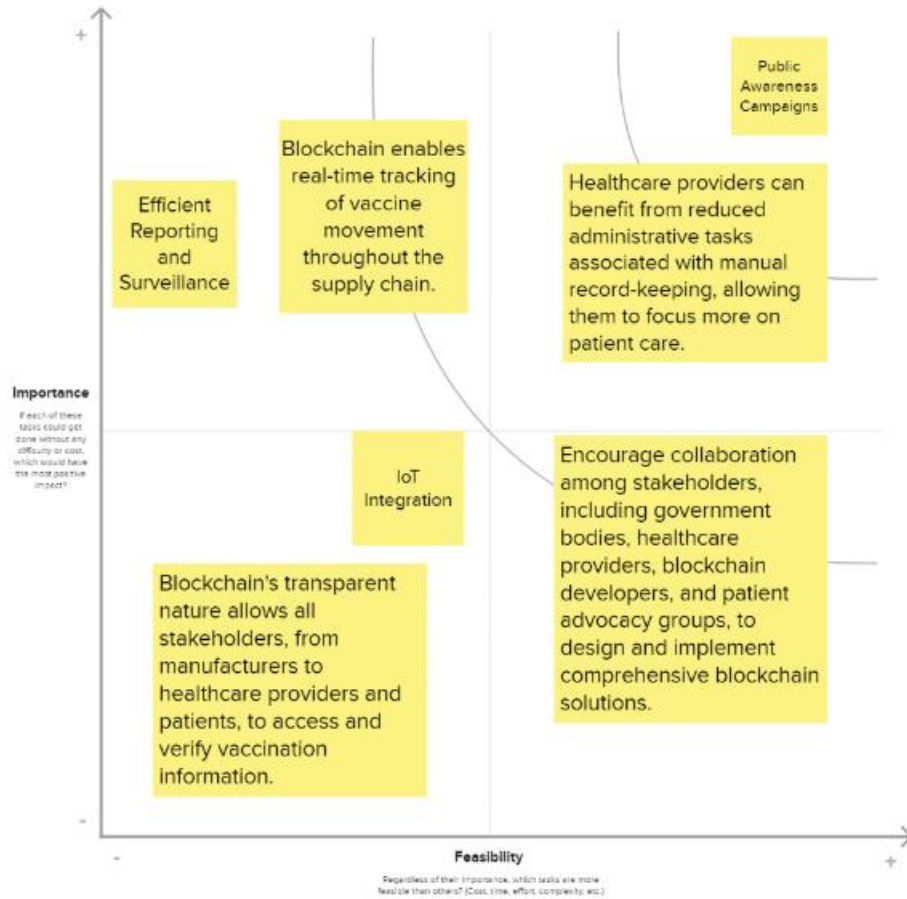 +
Public
Awareness
Campaigns
Blockchain enables
real-time tracking
of vaccine
movement
throughout the
supply chain.
Healthcare providers can
benefit from reduced
administrative tasks
associated with manual
record-keeping, allowing
them to focus more on
patient care.
Efficient
Reporting
and
Surveillance
Importance
If each of these
tasks could get
done without any
difficulty or cost,
which would have
the most positive
impact?
IoT
Integration
Encourage collaboration
among stakeholders,
including government
bodies, healthcare
providers, blockchain
developers, and patient
advocacy groups, to
design and implement
comprehensive blockchain
solutions.
Blockchain's transparent
nature allows all
stakeholders, from
manufacturers to
healthcare providers and
patients, to access and
verify vaccination
information.
-
-
Feasibility
+
Regardless of their importance, which tasks are more
feasible than others? (Cost, time, effort, complexity, etc.)